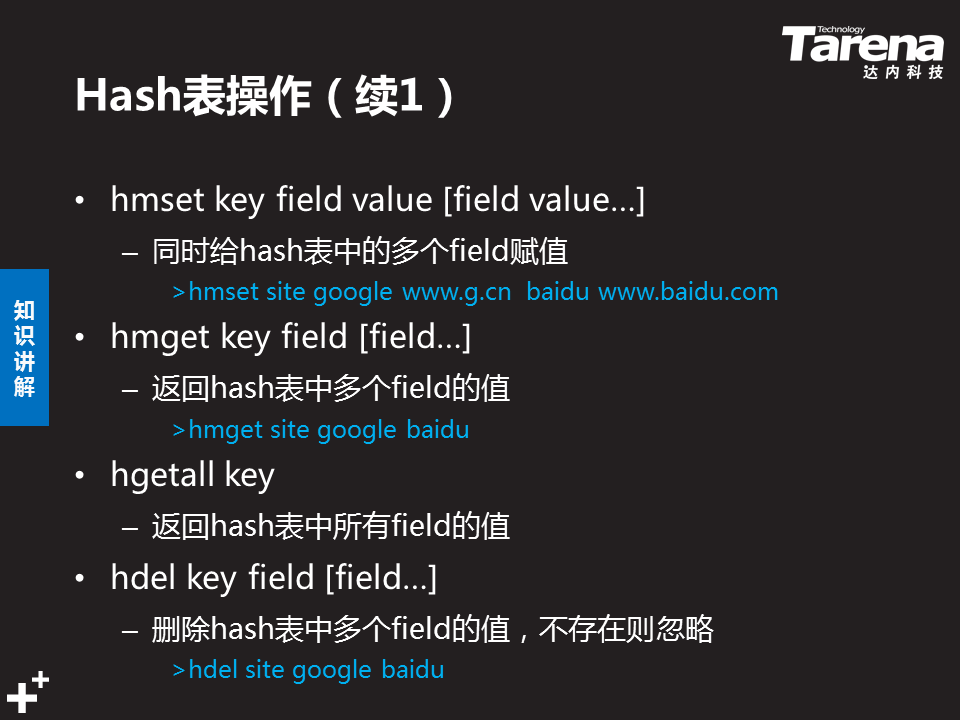 Technology
Tarena
达内科技
Hash表操作（续1）
• hmset key field value [field value…]
– 同时给hash表中的多个field赋值
>hmset site google www.g.cn  baidu www.baidu.com
• hmget key field [field…]
– 返回hash表中多个field的值
>hmget site google baidu
• hgetall key
– 返回hash表中所有field的值
• hdel key field [field…]
– 删除hash表中多个field的值，不存在则忽略
>hdel site google baidu
知识讲解